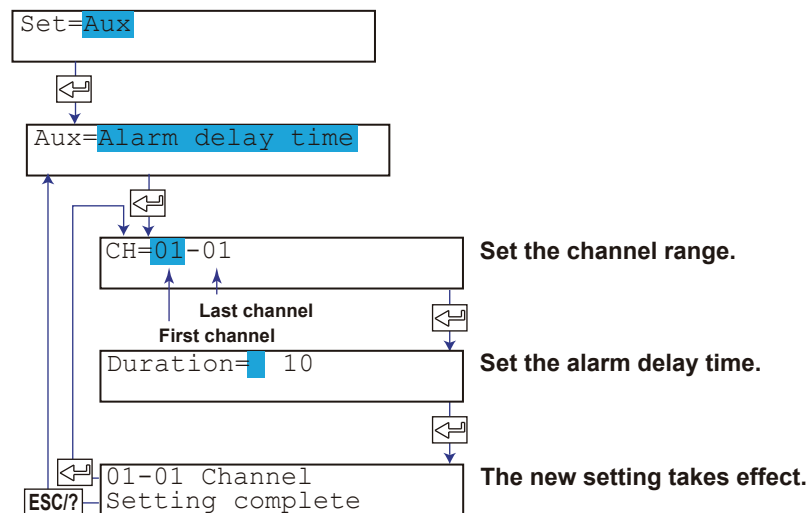 Set=Aux
Aux=Alarm delay time
CH=01-01
Set the channel range.
Last channel
First channel
Duration=  10
Set the alarm delay time.
01-01 Channel
The new setting takes effect.
ESC/?
Setting complete